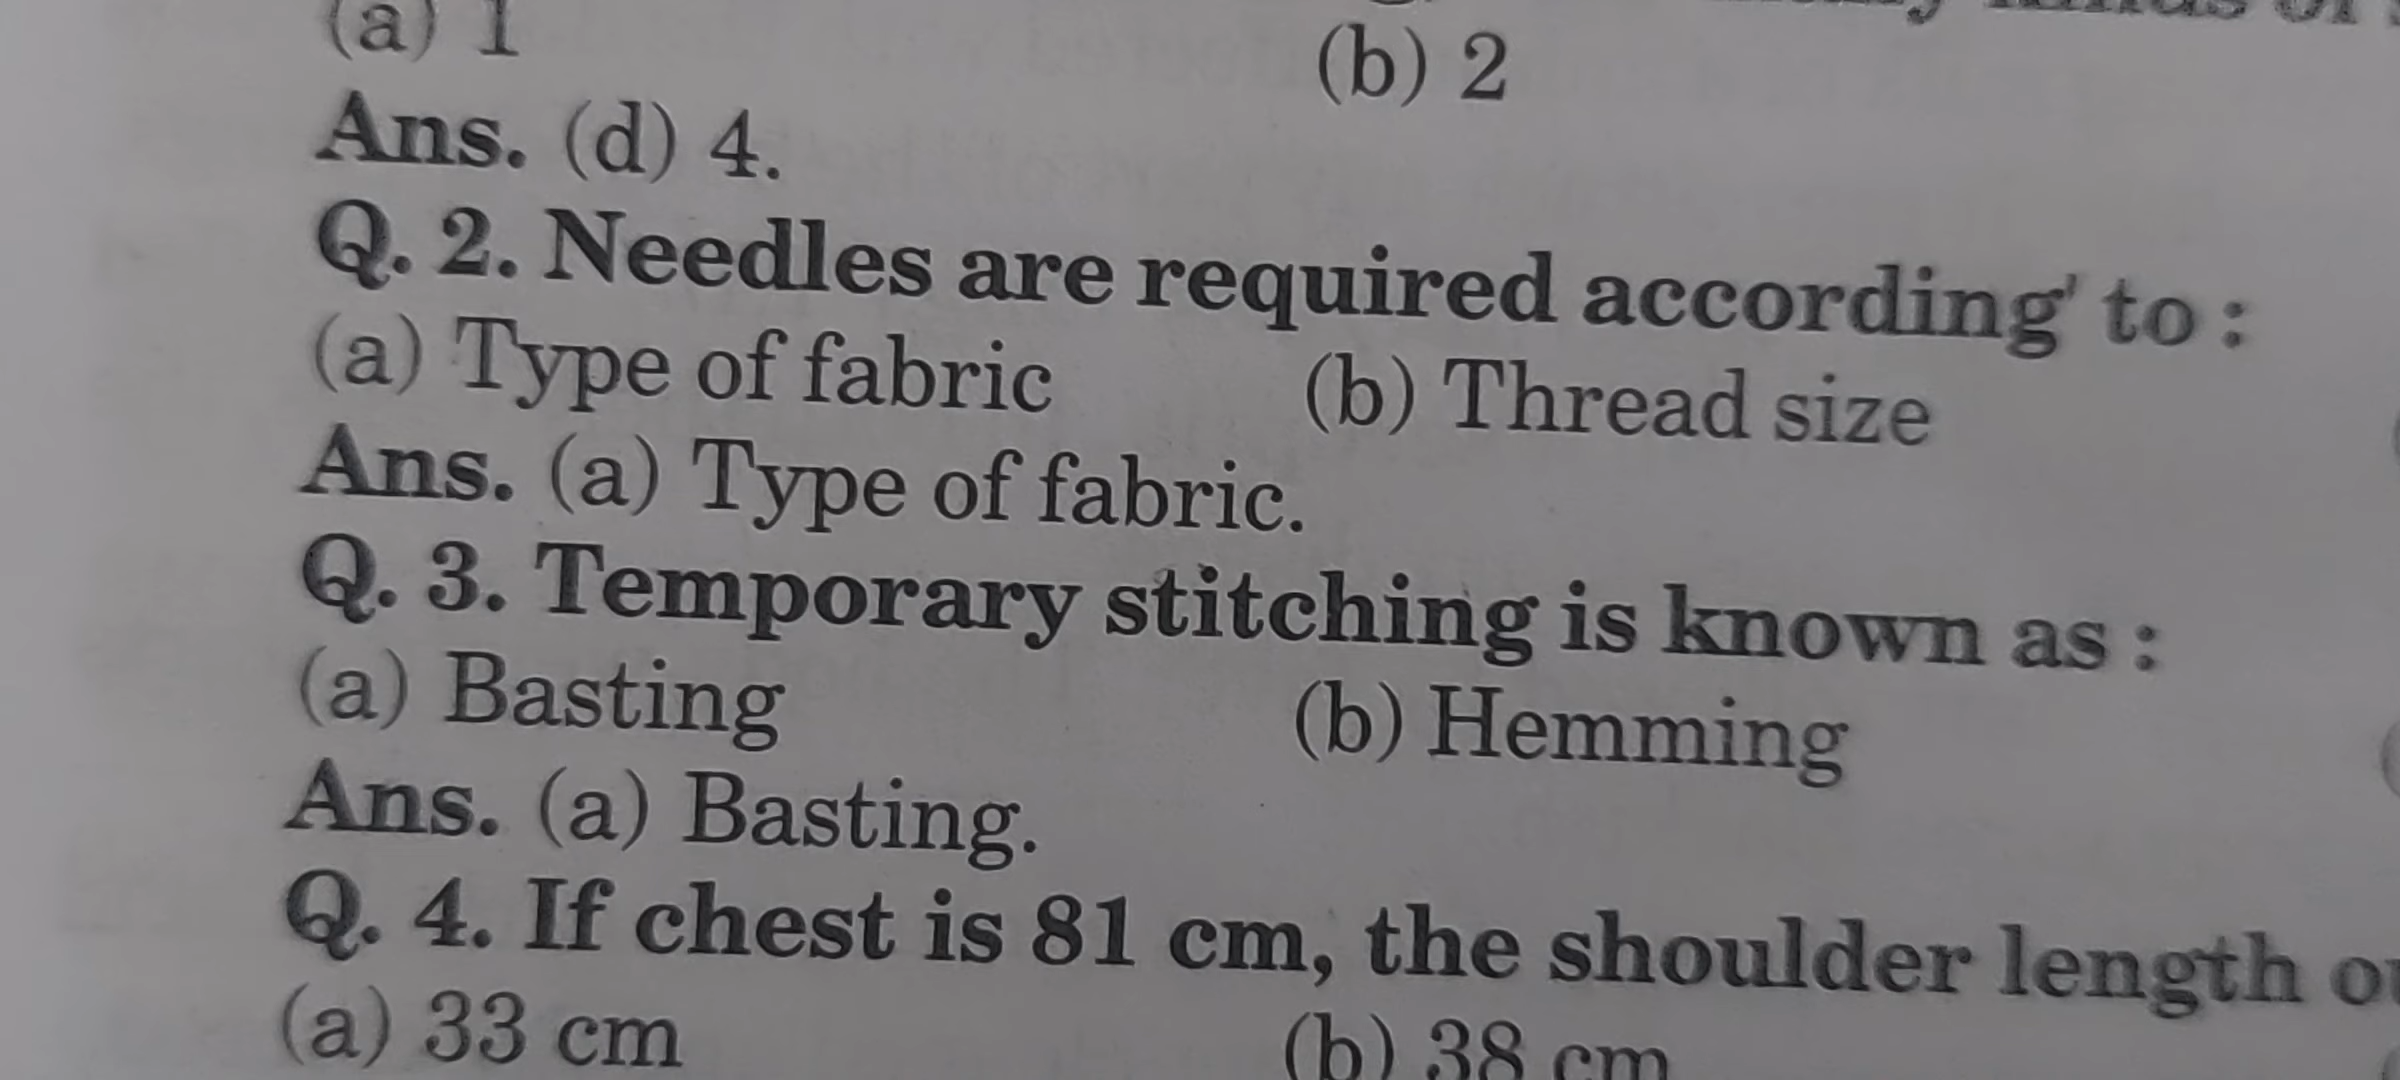 (a) 1 (b) 2
Ans. (d) 4.
Q. 2. Needles are required according to :
(a) Type of fabric (b) Thread size
Ans. (a) Type of fabric.
Q. 3. Temporary stitching is known as :
(a) Basting (b) Hemming
Ans. (a) Basting.
Q. 4. If chest is 81 cm, the shoulder length
(a) 33 cm (b) 38 cm